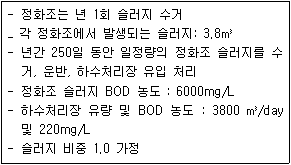 - 정화조는 년 1회 슬러지 수거
_ 각 정화조에서 발생되는 슬러지: 3.8㎥
- 년간 250일 동안 일정량의 정화조 슬러지를 수
거, 운반, 하수처리장 유입 처리
- 정화조 슬러지 BOD 농도 : 6000mg/L
- 하수처리장 유량 및 BOD 농도 : 3800 ㎥/day
및 220mg/L
- 슬러지 비중 1.0 가정